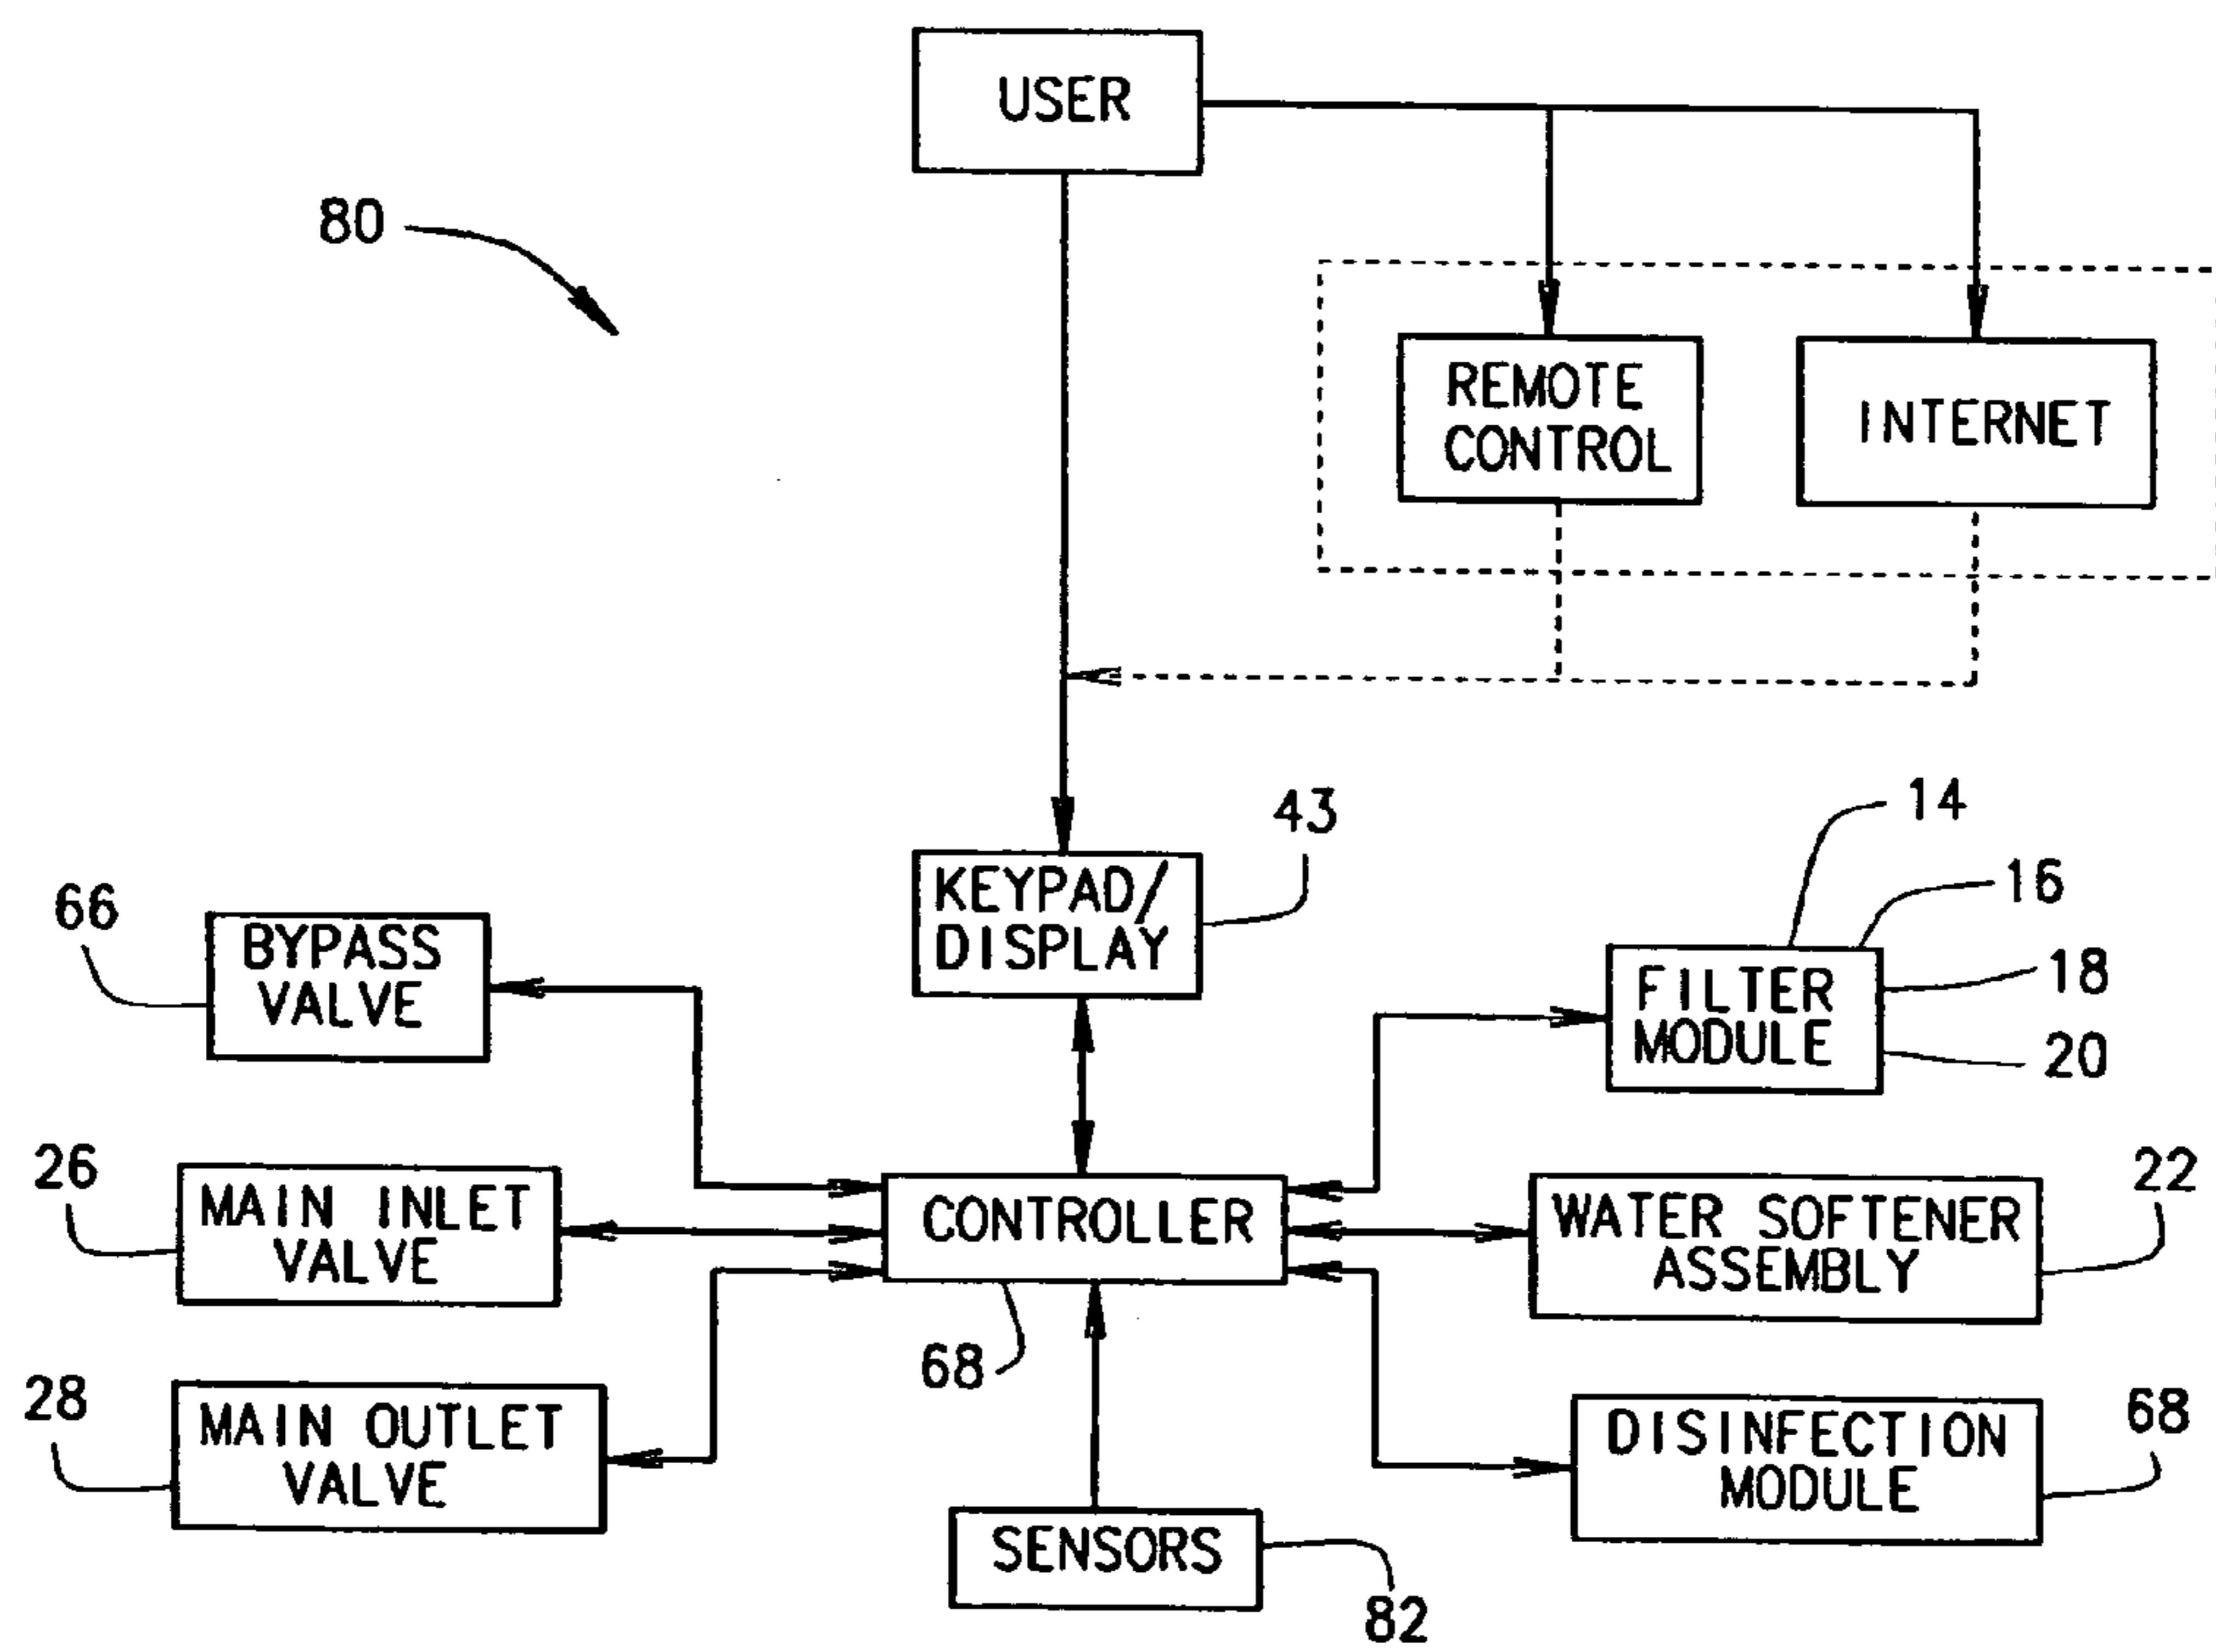 USER
80
REMOTE
CONTROL
INTERNET
43
KEYPAD/
DISPLAY
14
16
18
20
FILTER
MODULE
66
BYPASS
VALVE
26
MAIN INLET
VALVE
CONTROLLER
68
WATER SOFTENER
ASSEMBLY
22
28
MAIN OUTLET
VALVE
SENSORS
82
DISINFECTION
MODULE
68